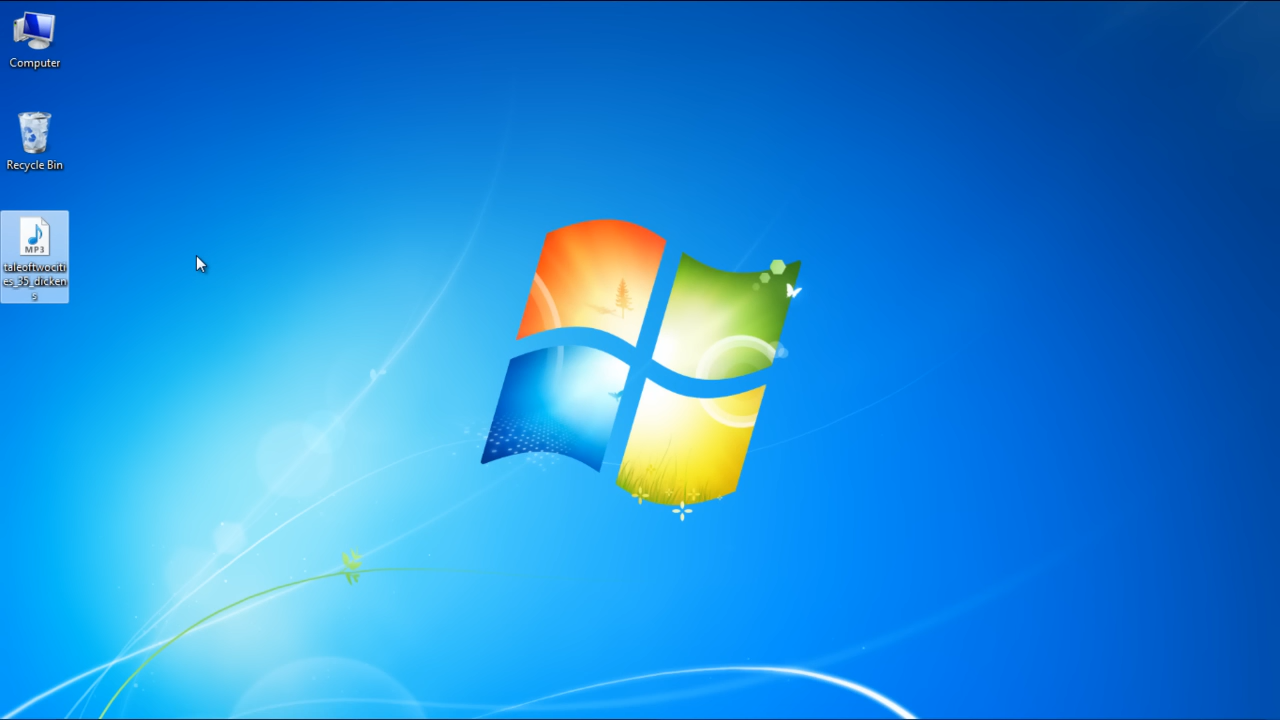 Computer
Recycle Bin
MP3
taleoftwociti
es_35_dicken
s